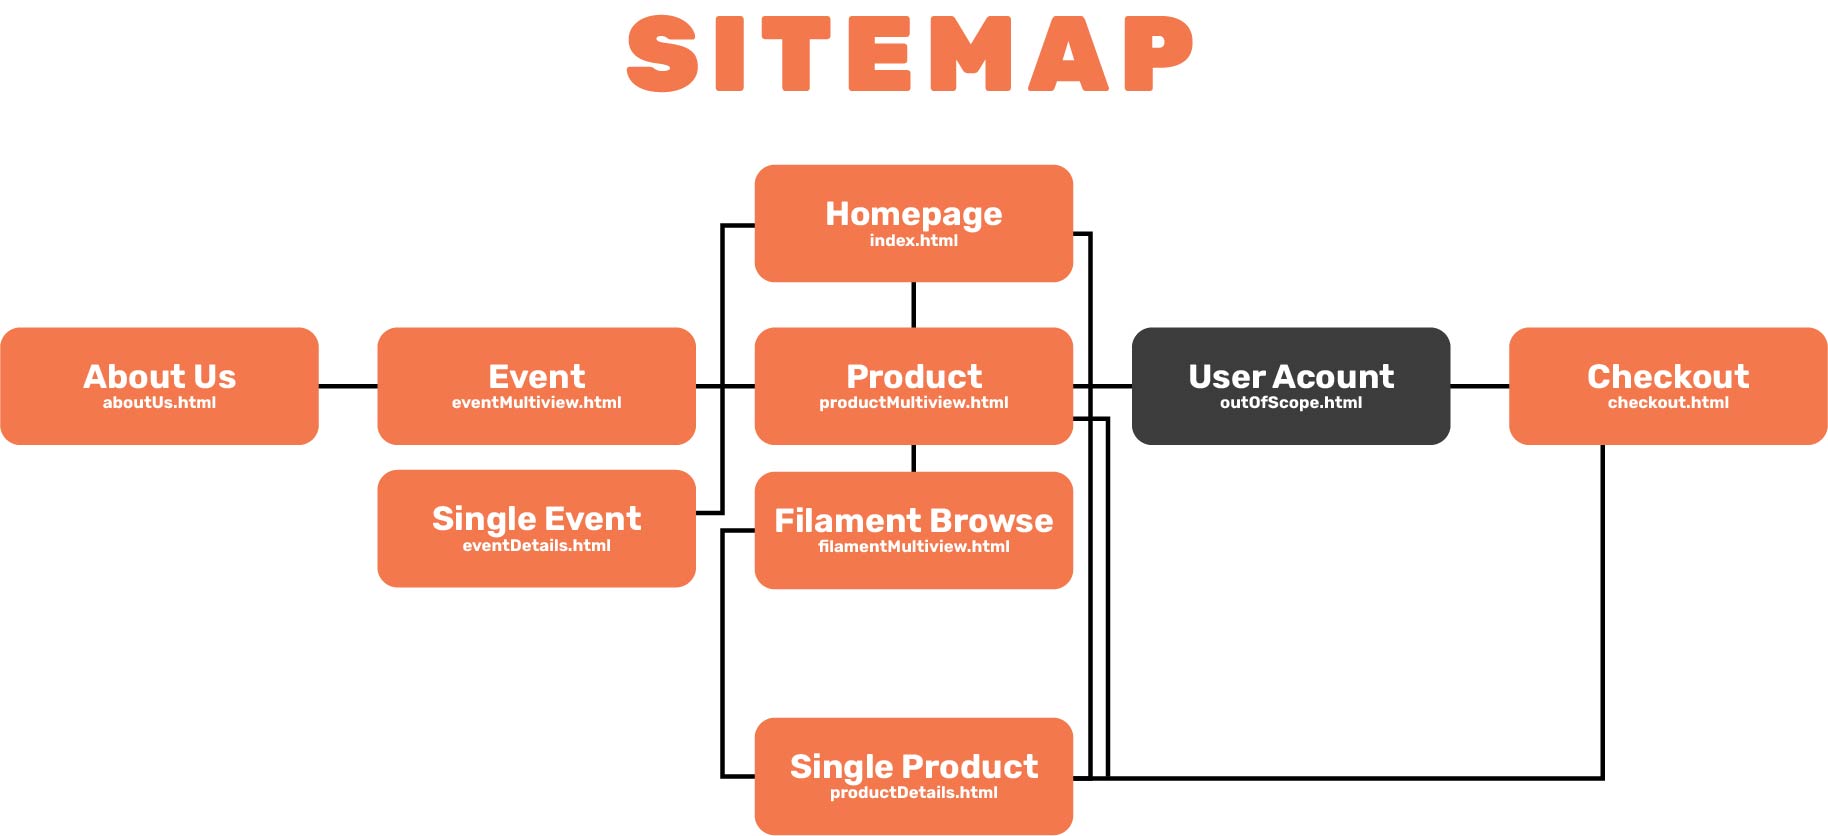 SITEMAP
Homepage
index.html
About Us
aboutUs.html
Event
eventMultiview.html
Product
productMultiview.html
User Acount
outOfScope.html
Checkout
checkout.html
Single Event
eventDetails.html
Filament Browse
filamentMultiview.html
Single Product
productDetails.html